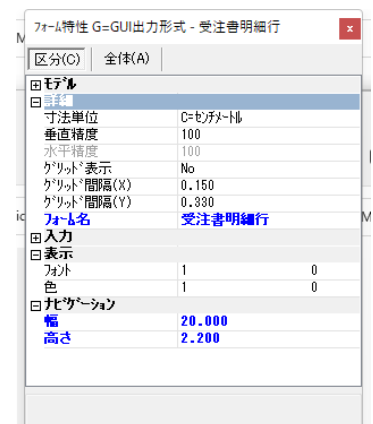 ﾌｫｰﾑ特性 G=GUI出力形式 - 受注書明細行
x
区分(C) 全体(A)
ﾓﾃﾞﾙ
詳細
寸法単位 C=ｾﾝﾁﾒｰﾄﾙ
垂直精度 100
水平精度 100
ｸﾞﾘｯﾄﾞ表示 No
ｸﾞﾘｯﾄﾞ間隔(X) 0.150
ｸﾞﾘｯﾄﾞ間隔(Y) 0.330
ﾌｫｰﾑ名 受注書明細行
入力
表示
ﾌｫﾝﾄ 1 0
色 1 0
ﾅﾋﾞｹﾞｰｼｮﾝ
幅 20.000
高さ 2.200